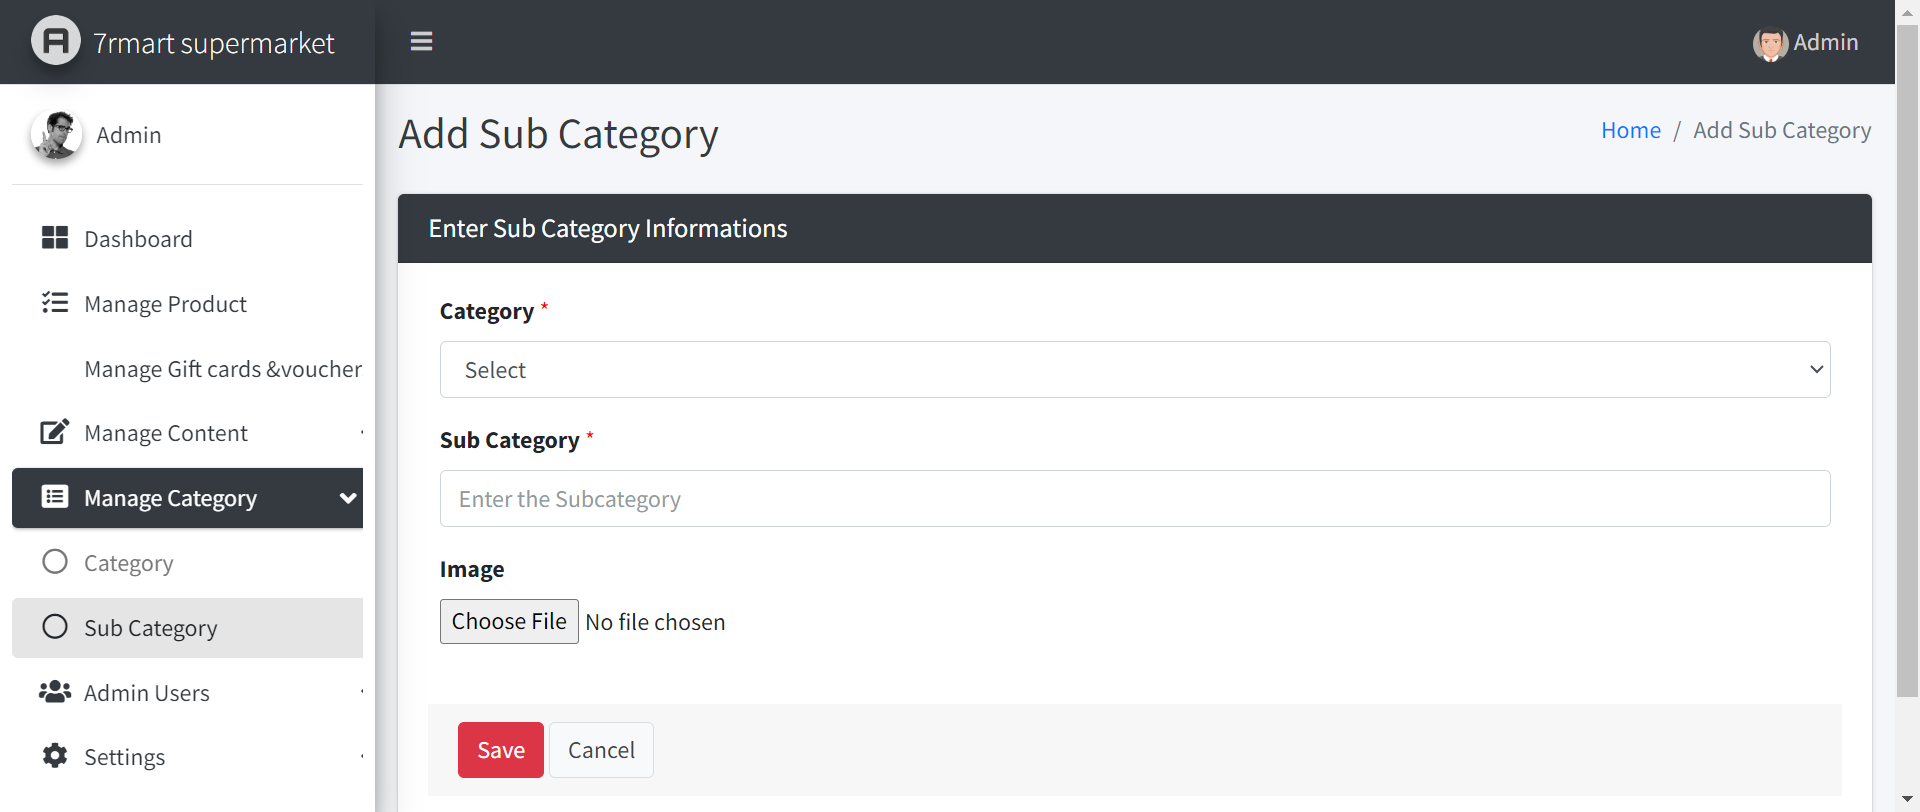 7rmart supermarket
Admin
Admin
Dashboard
Manage Product
Manage Gift cards &voucher
Manage Content
Manage Category
Category
Sub Category
Admin Users
Settings
Add Sub Category
Home / Add Sub Category
Enter Sub Category Informations
Category *
Select
Sub Category *
Enter the Subcategory
Image
Choose File No file chosen
Save Cancel